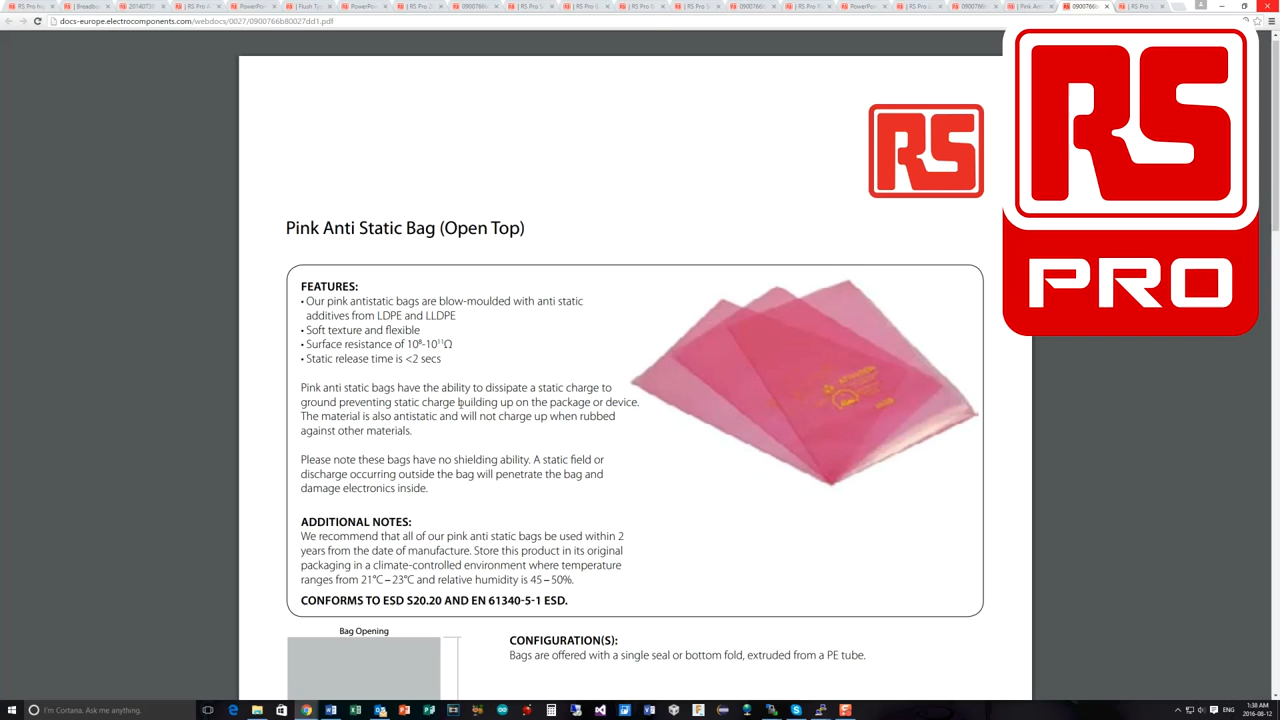 docs-europe.electrocomponents.com/webdocs/0027/0900766b80027dd1.pdf
RS
RS
PRO
Pink Anti Static Bag (Open Top)
FEATURES:
• Our pink antistatic bags are blow-moulded with anti static
additives from LDPE and LLDPE
• Soft texture and flexible
• Surface resistance of 10⁸-10¹¹Ω
• Static release time is <2 secs
Pink anti static bags have the ability to dissipate a static charge to
ground preventing static charge building up on the package or device.
The material is also antistatic and will not charge up when rubbed
against other materials.
Please note these bags have no shielding ability. A static field or
discharge occurring outside the bag will penetrate the bag and
damage electronics inside.
ADDITIONAL NOTES:
We recommend that all of our pink anti static bags be used within 2
years from the date of manufacture. Store this product in its original
packaging in a climate-controlled environment where temperature
ranges from 21°C – 23°C and relative humidity is 45 – 50%.
CONFORMS TO ESD S20.20 AND EN 61340-5-1 ESD.
Bag Opening
CONFIGURATION(S):
Bags are offered with a single seal or bottom fold, extruded from a PE tube.
I'm Cortana. Ask me anything.
ENG
1:38 AM
2016-08-12